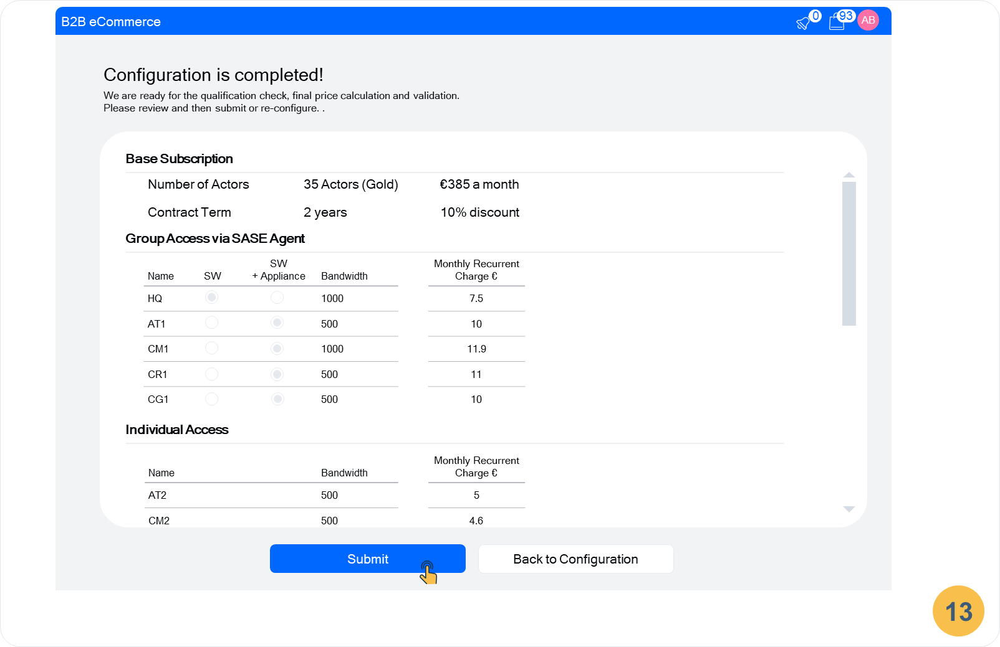 B2B eCommerce
0
93
AB
Configuration is completed!
We are ready for the qualification check, final price calculation and validation.
Please review and then submit or re-configure. .
Base Subscription
Number of Actors 35 Actors (Gold) €385 a month
Contract Term 2 years 10% discount
Group Access via SASE Agent
SW Monthly Recurrent
Name SW + Appliance Bandwidth Charge €
HQ 1000 7.5
AT1 500 10
CM1 1000 11.9
CR1 500 11
CG1 500 10
Individual Access
Monthly Recurrent
Name Bandwidth Charge €
AT2 500 5
CM2 500 4.6
Submit
Back to Configuration
13